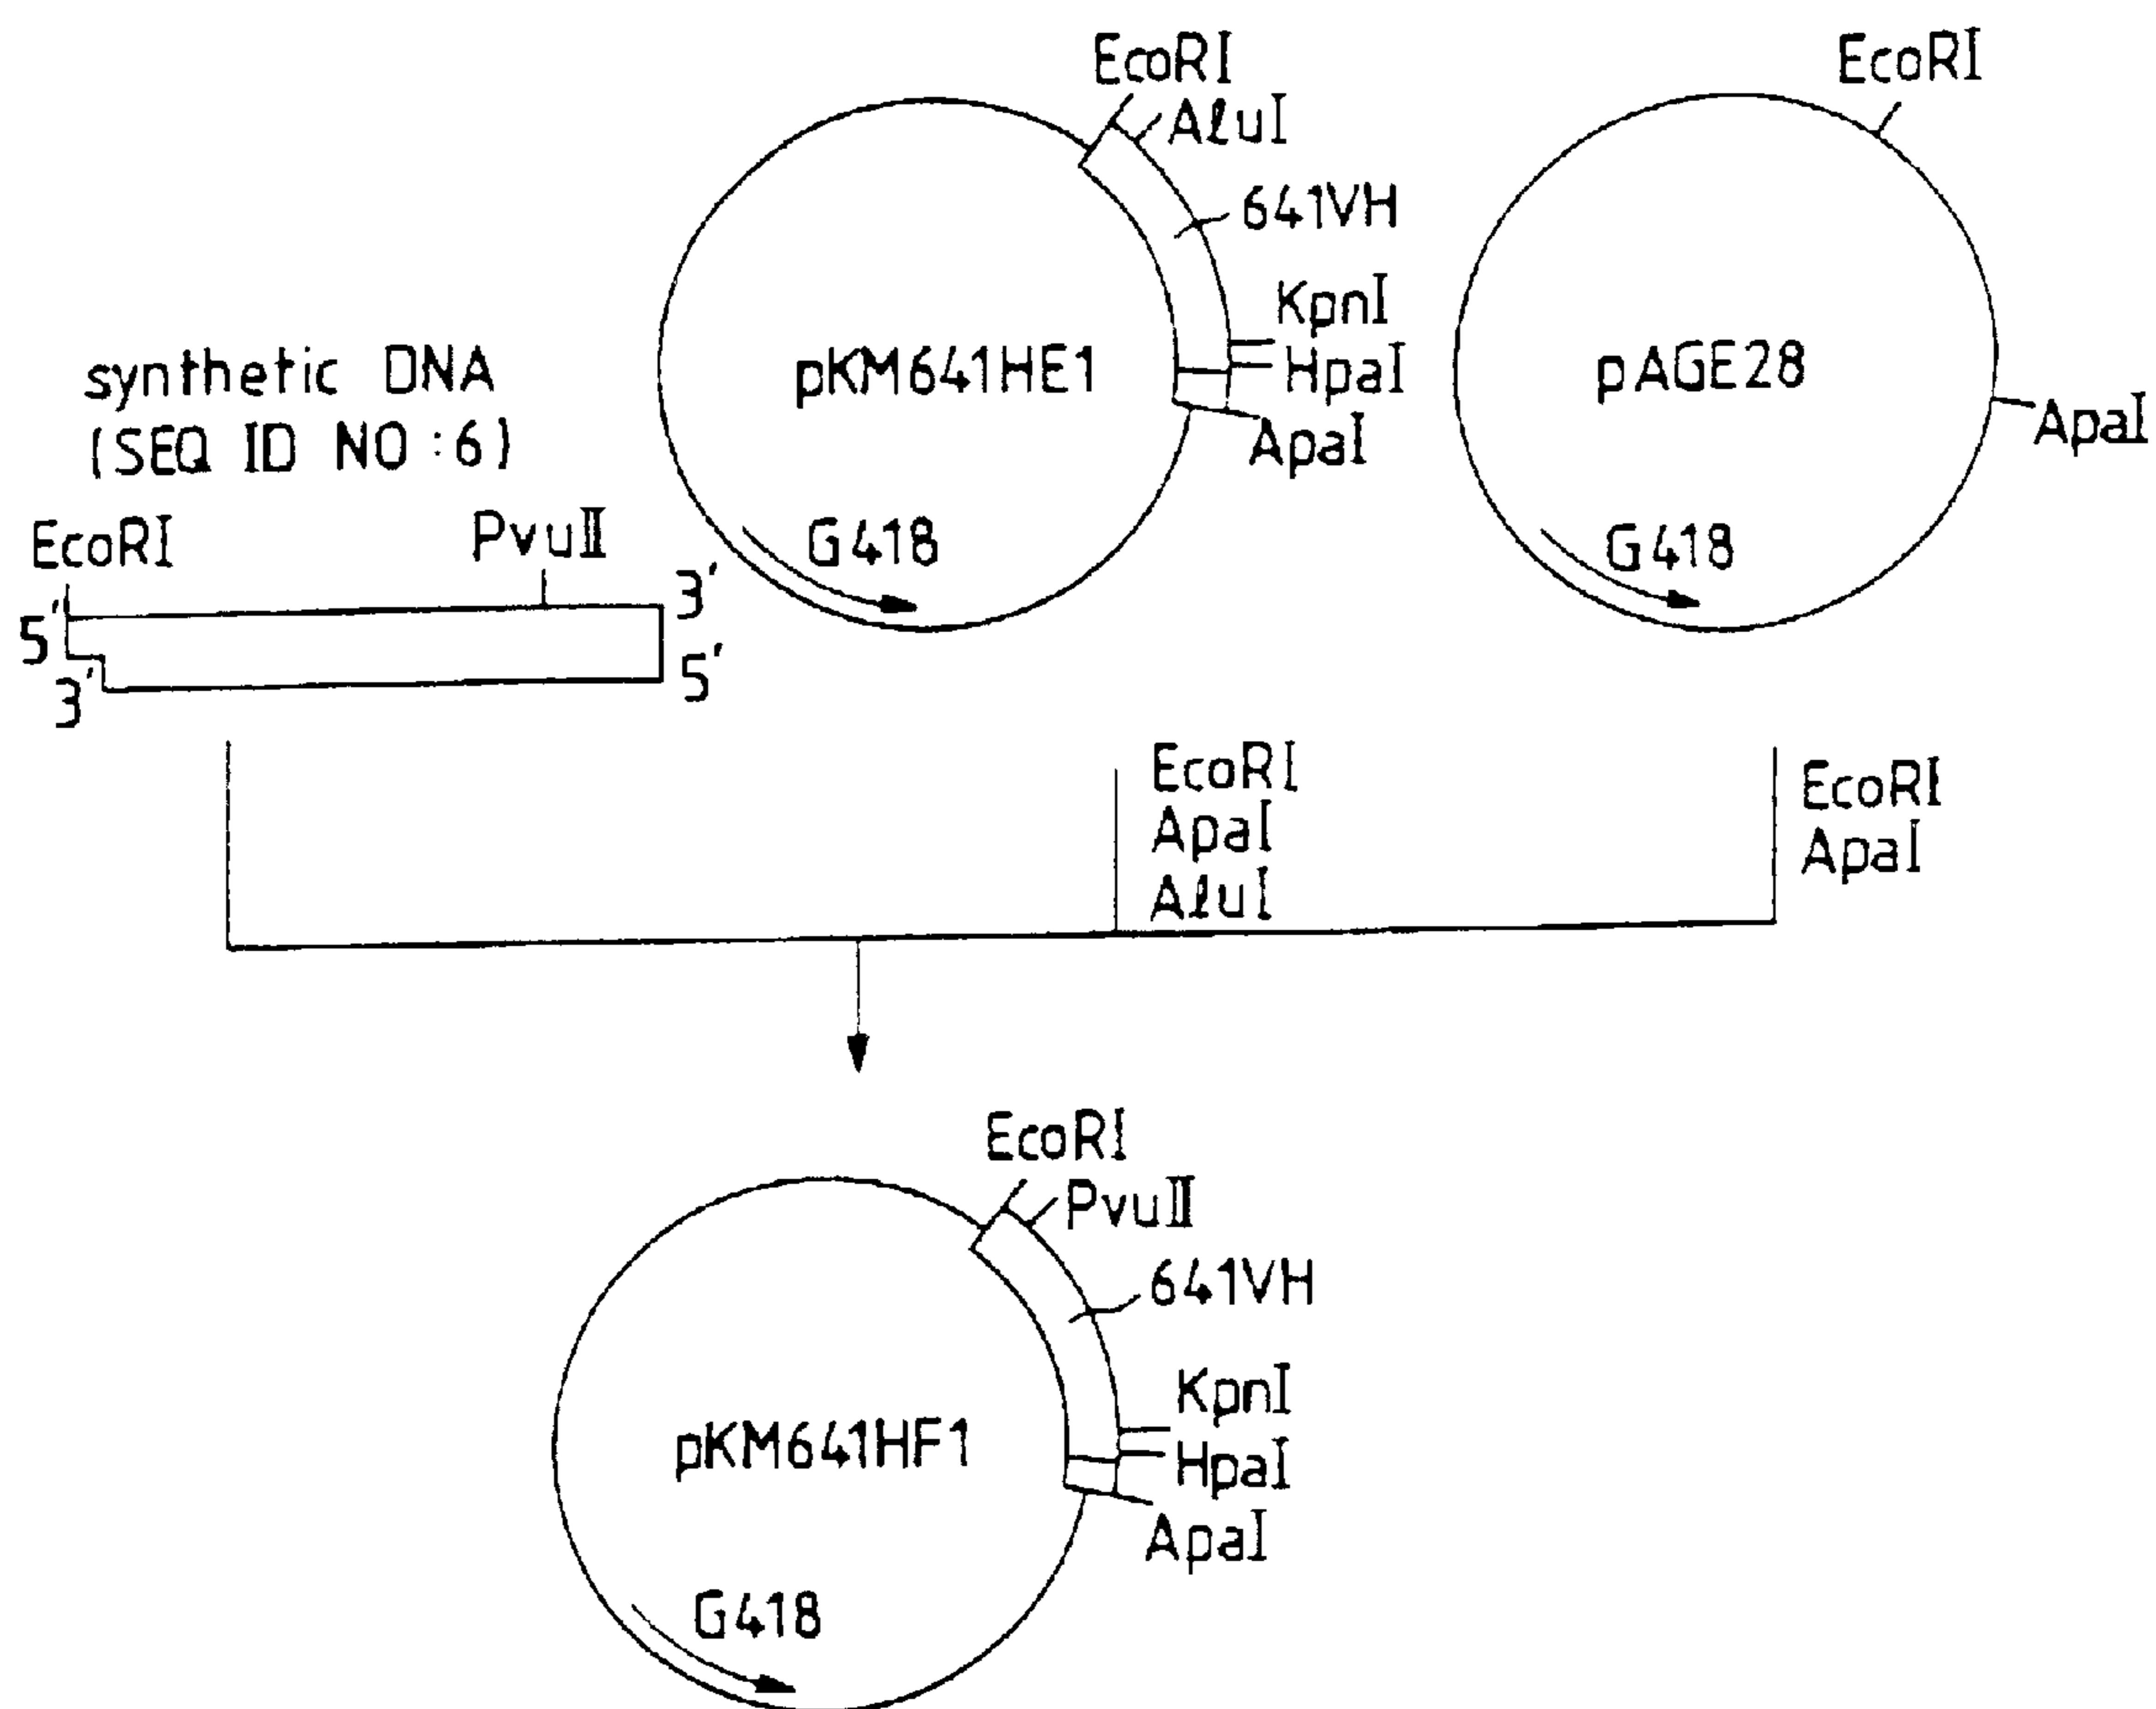 EcoRI
AluI
641VH
KpnI
HpaI
ApaI
pKM641HE1
G418
EcoRI
ApaI
pAGE28
G418
synthetic DNA
(SEQ ID NO:6)
EcoRI
PvuII
5'
3'
3'
5'
EcoRI
ApaI
AluI
EcoRI
ApaI
EcoRI
PvuII
641VH
KpnI
HpaI
ApaI
pKM641HF1
G418